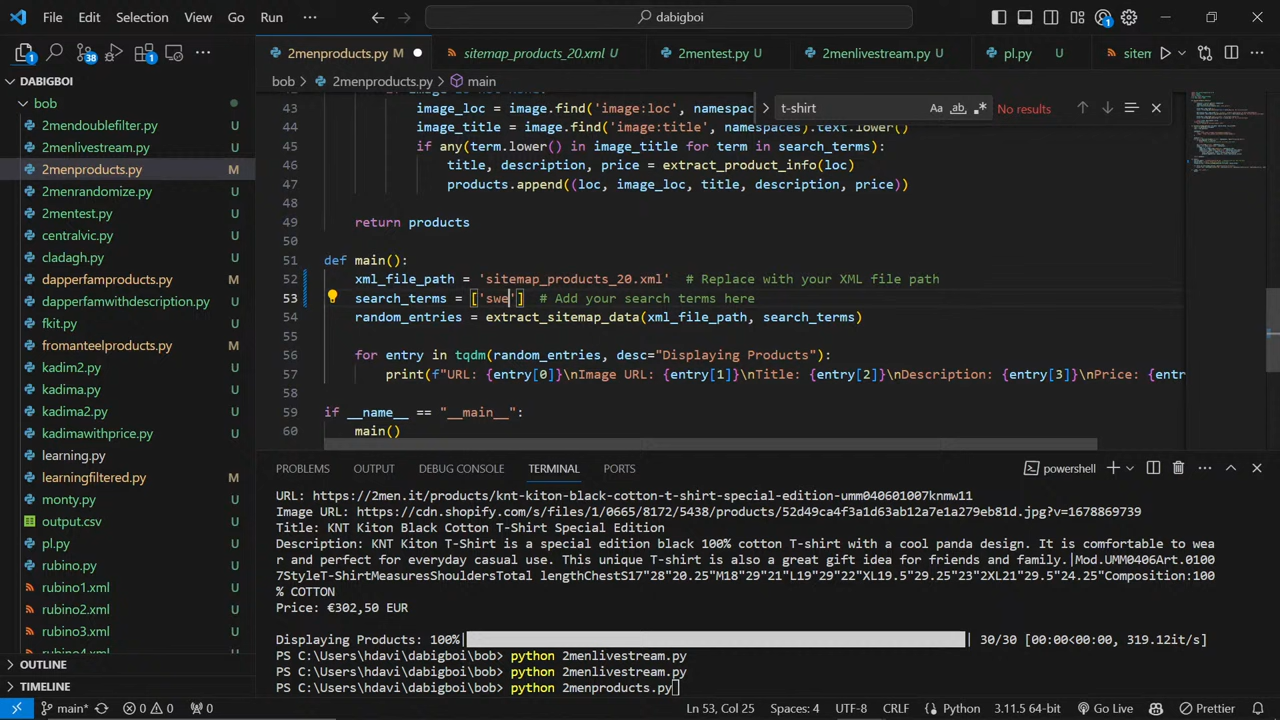 File Edit Selection View Go Run ··· dabigboi
1 38 1 ···
2menproducts.py M sitemap_products_20.xml U 2mentest.py U 2menlivestream.py U pl.py U sitem ···
DABIGBOI
bob > 2menproducts.py > main
bob
2mendoublefilter.py U
2menlivestream.py U
2menproducts.py M
2menrandomize.py U
2mentest.py U
centralvic.py U
cladagh.py U
dapperfamproducts.py M
dapperfamwithdescription.py U
fkit.py U
fromanteelproducts.py M
kadim2.py U
kadima.py U
kadima2.py U
kadimawithprice.py U
learning.py
learningfiltered.py M
monty.py U
output.csv U
pl.py U
rubino.py U
rubino1.xml U
rubino2.xml U
rubino3.xml U
OUTLINE
TIMELINE
t-shirt Aa ab No results
43 image_loc = image.find('image:loc', namespac
44 image_title = image.find('image:title', namespaces).text.lower()
45 if any(term.lower() in image_title for term in search_terms):
46 title, description, price = extract_product_info(loc)
47 products.append((loc, image_loc, title, description, price))
48
49 return products
50
51 def main():
52 xml_file_path = 'sitemap_products_20.xml' # Replace with your XML file path
53 search_terms = ['swe'] # Add your search terms here
54 random_entries = extract_sitemap_data(xml_file_path, search_terms)
55
56 for entry in tqdm(random_entries, desc="Displaying Products"):
57 print(f"URL: {entry[0]}\nImage URL: {entry[1]}\nTitle: {entry[2]}\nDescription: {entry[3]}\nPrice: {entr
58
59 if __name__ == "__main__":
60 main()
PROBLEMS OUTPUT DEBUG CONSOLE TERMINAL PORTS powershell ···
URL: https://2men.it/products/knt-kiton-black-cotton-t-shirt-special-edition-umm040601007knmw11
Image URL: https://cdn.shopify.com/s/files/1/0665/8172/5438/products/52d49ca4f3a1d63ab12a7e1a279eb81d.jpg?v=1678869739
Title: KNT Kiton Black Cotton T-Shirt Special Edition
Description: KNT Kiton T-Shirt is a special edition black 100% cotton T-shirt with a cool panda design. It is comfortable to wea
r and perfect for everyday casual use. This unique T-shirt is also a great gift idea for friends and family.|Mod.UMM0406Art.0100
7StyleT-ShirtMeasuresShouldersTotal lengthChestS17"28"20.25"M18"29"21"L19"29"22"XL19.5"29.25"23"2XL21"29.5"24.25"Composition:100
% COTTON
Price: €302,50 EUR
Displaying Products: 100%| | 30/30 [00:00<00:00, 319.12it/s]
PS C:\Users\hdavi\dabigboi\bob> python 2menlivestream.py
PS C:\Users\hdavi\dabigboi\bob> python 2menlivestream.py
PS C:\Users\hdavi\dabigboi\bob> python 2menproducts.py
main* 0 0 0 Ln 53, Col 25 Spaces: 4 UTF-8 CRLF Python 3.11.5 64-bit Go Live Prettier